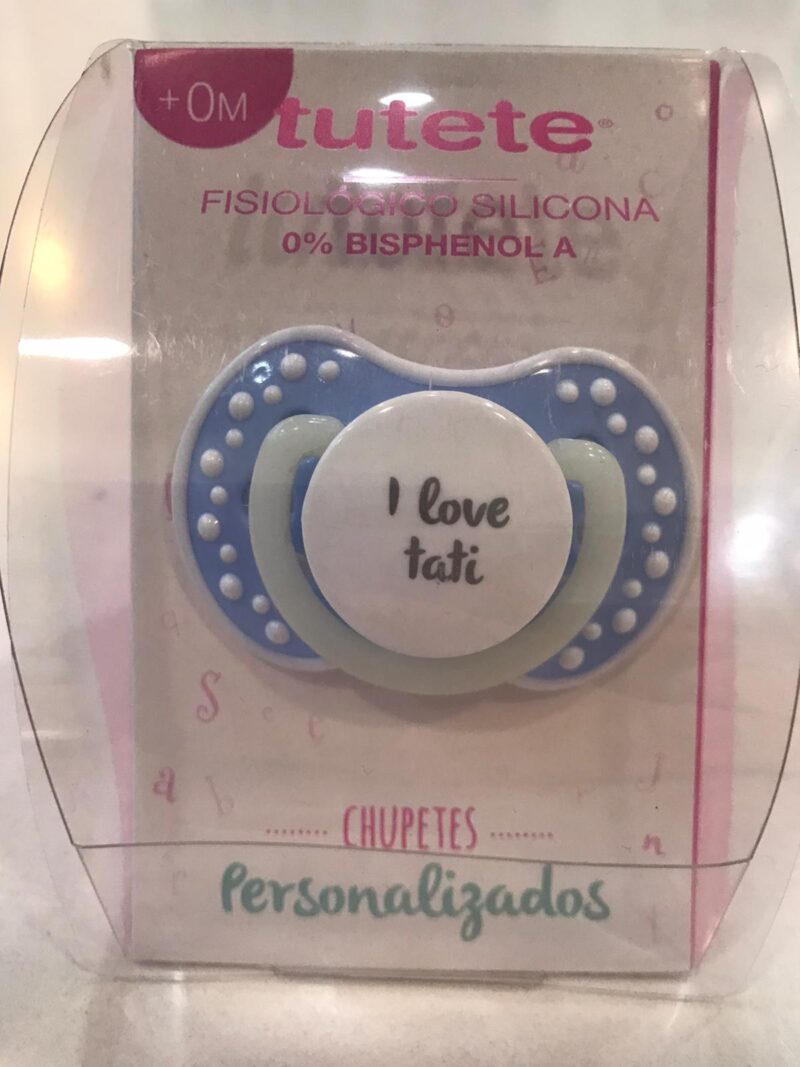 +0M
tutete®
FISIOLÓGICO SILICONA
0% BISPHENOL A
I love
tati
CHUPETES
Personalizados